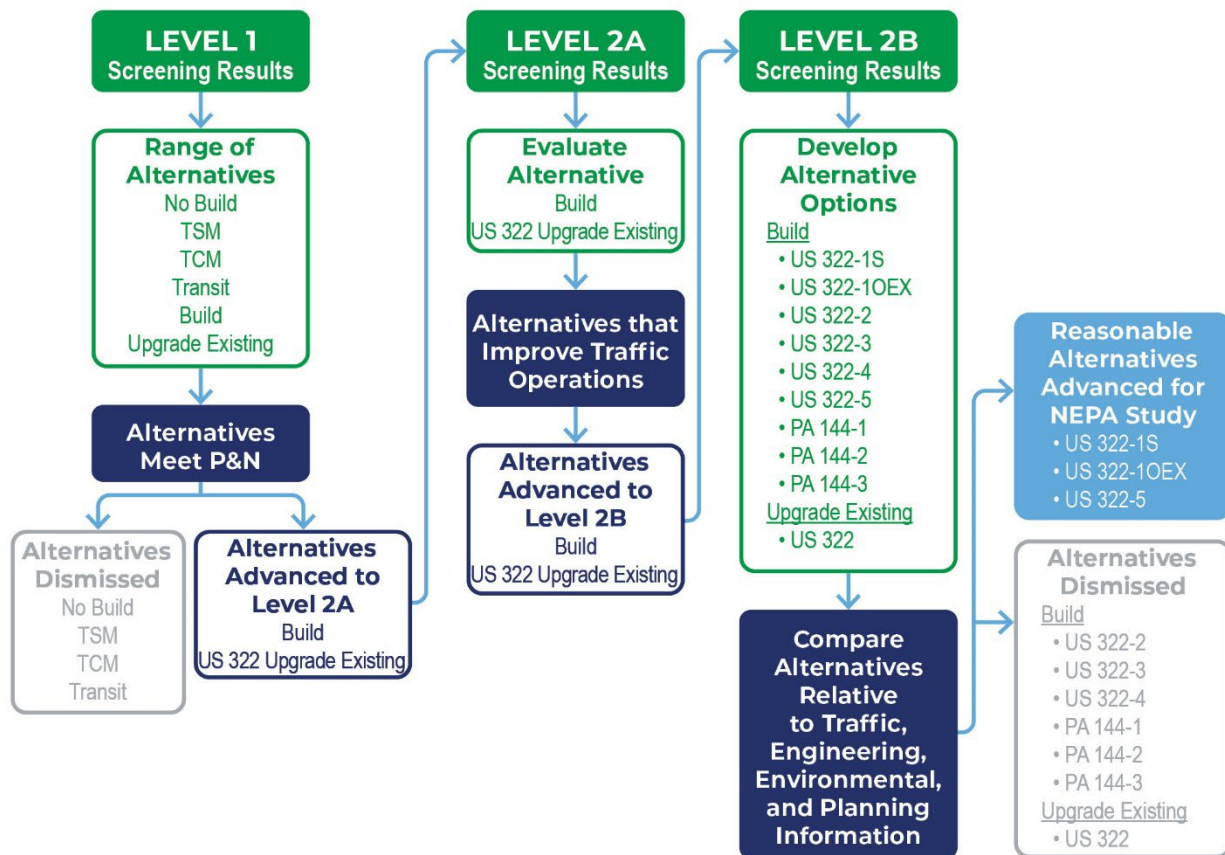 LEVEL 1
Screening Results
Range of
Alternatives
No Build
TSM
TCM
Transit
Build
Upgrade Existing
Alternatives
Meet P&N
Alternatives
Dismissed
No Build
TSM
TCM
Transit
Alternatives
Advanced to
Level 2A
Build
US 322 Upgrade Existing
LEVEL 2A
Screening Results
Evaluate
Alternative
Build
US 322 Upgrade Existing
Alternatives that
Improve Traffic
Operations
Alternatives
Advanced to
Level 2B
Build
US 322 Upgrade Existing
LEVEL 2B
Screening Results
Develop
Alternative
Options
Build
• US 322-1S
• US 322-1OEX
• US 322-2
• US 322-3
• US 322-4
• US 322-5
• PA 144-1
• PA 144-2
• PA 144-3
Upgrade Existing
• US 322
Compare
Alternatives
Relative
to Traffic,
Engineering,
Environmental,
and Planning
Information
Reasonable
Alternatives
Advanced for
NEPA Study
• US 322-1S
• US 322-1OEX
• US 322-5
Alternatives
Dismissed
Build
• US 322-2
• US 322-3
• US 322-4
• PA 144-1
• PA 144-2
• PA 144-3
Upgrade Existing
• US 322